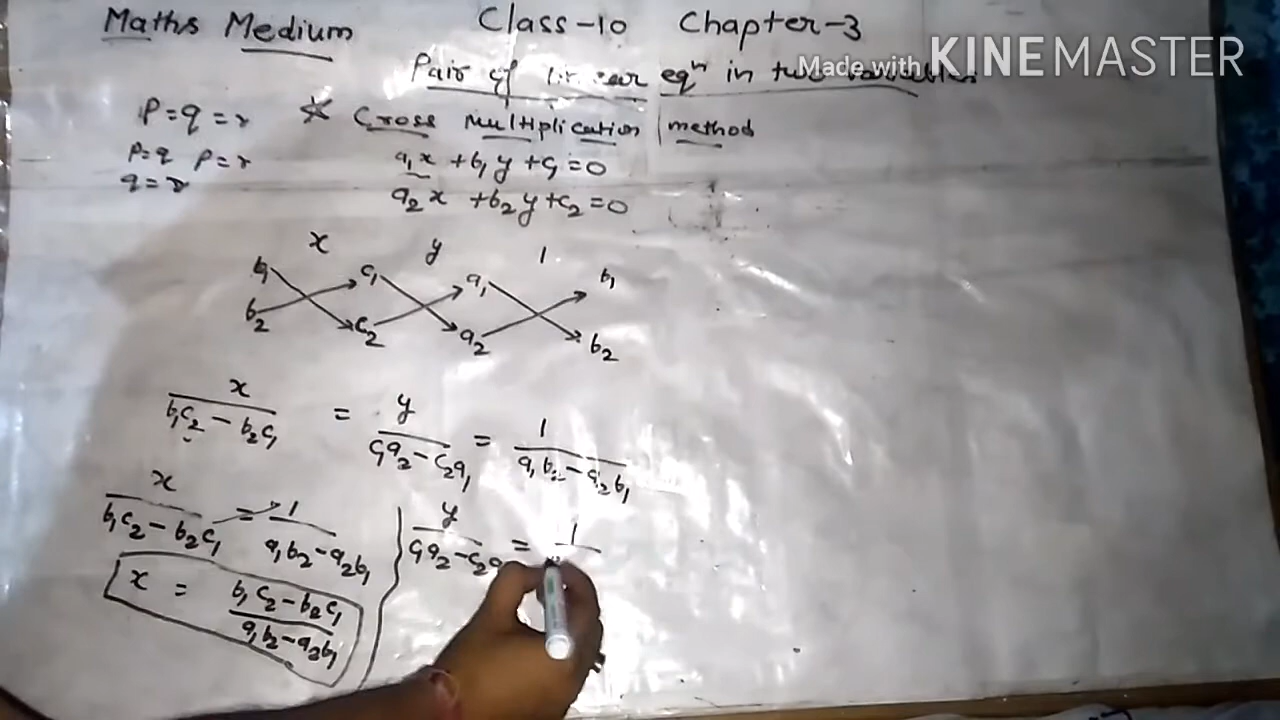 Maths Medium Class-10 Chapter-3
Made with KINEMASTER
Pair of linear eqⁿ in two variables
P=q=r * Cross Multiplication method
P=q P=r
q=r
a₁x +b₁y +c₁=0
a₂x +b₂y+c₂=0
x y 1
b₁ c₁ a₁ b₁
b₂ c₂ a₂ b₂
x/(b₁c₂ - b₂c₁) = y/(c₁a₂ - c₂a₁) = 1/(a₁b₂ - a₂b₁)
x/(b₁c₂ - b₂c₁) = 1/(a₁b₂ - a₂b₁)
x = (b₁c₂ - b₂c₁)/(a₁b₂ - a₂b₁)
y/(c₁a₂ - c₂a) = 1/